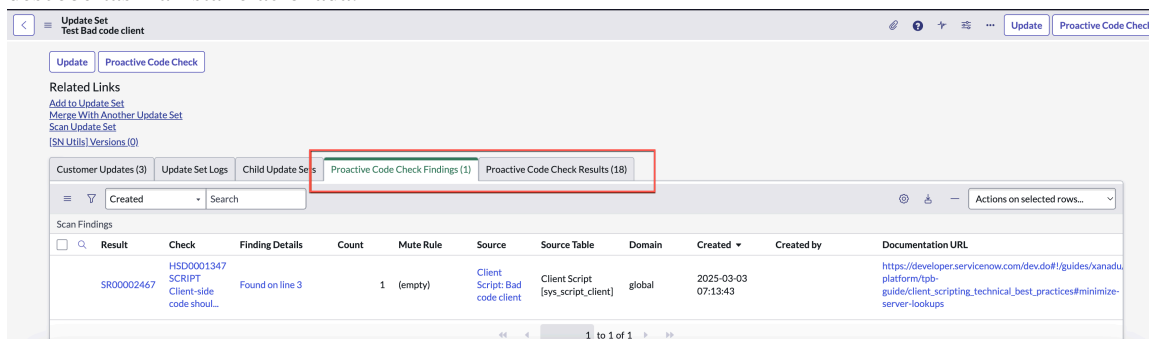 Update Set
Test Bad code client
Update
Proactive Code Check
Update Proactive Code Check
Related Links
Add to Update Set
Merge With Another Update Set
Scan Update Set
[SN Utils] Versions (0)
Customer Updates (3) Update Set Logs Child Update Sets Proactive Code Check Findings (1) Proactive Code Check Results (18)
Created Search Actions on selected rows...
Scan Findings
Result Check Finding Details Count Mute Rule Source Source Table Domain Created Created by Documentation URL
SR00002467
HSD0001347
SCRIPT
Client-side
code shoul...
Found on line 3
1
(empty)
Client
Script: Bad
code client
Client Script
[sys_script_client]
global
2025-03-03
07:13:43
https://developer.servicenow.com/dev.do#!/guides/xanadu/
platform/tpb-
guide/client_scripting_technical_best_practices#minimize-
server-lookups
1 to 1 of 1